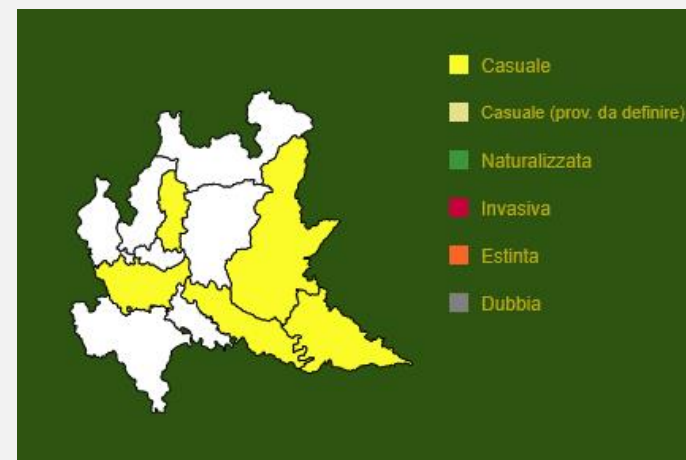 Casuale
Casuale (prov. da definire)
Naturalizzata
Invasiva
Estinta
Dubbia